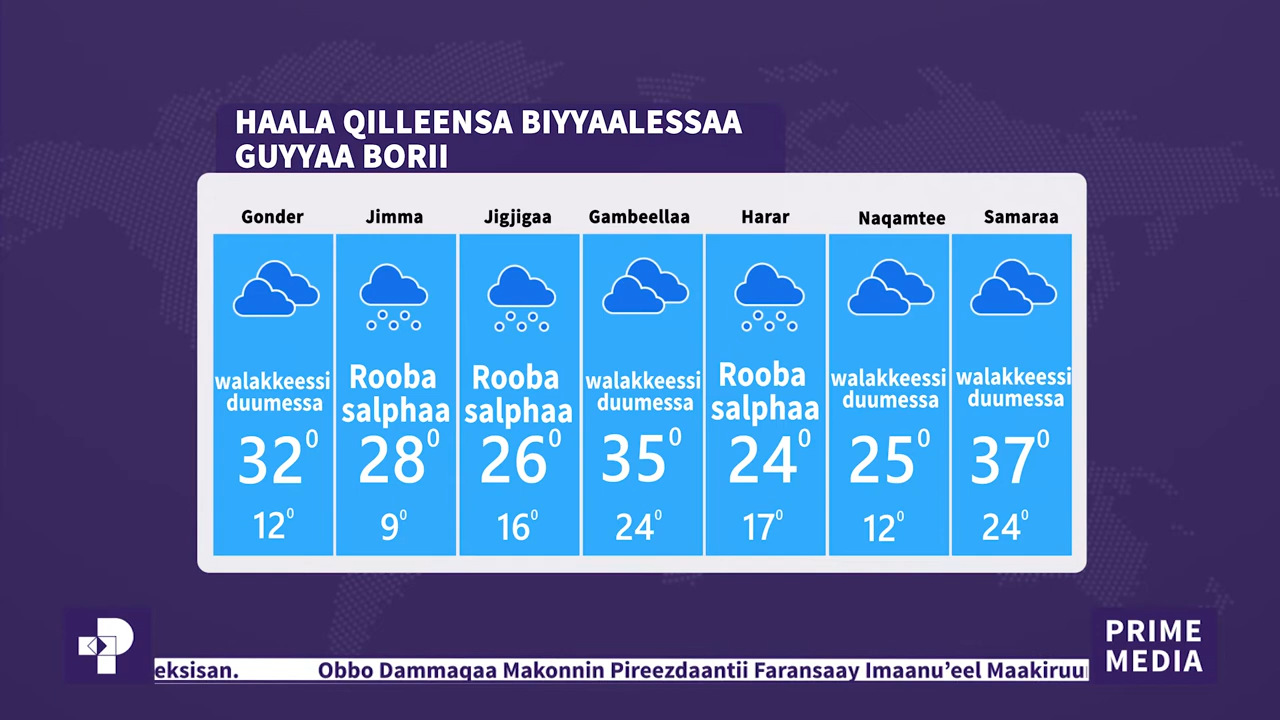 HAALA QILLEENSA BIYYAALESSAA
GUYYAA BORII
Gonder Jimma Jigjigaa Gambeellaa Harar Naqamtee Samaraa
walakkeessi duumessa
Rooba salphaa
Rooba salphaa
walakkeessi duumessa
Rooba salphaa
walakkeessi duumessa
walakkeessi duumessa
32⁰ 28⁰ 26⁰ 35⁰ 24⁰ 25⁰ 37⁰
12⁰ 9⁰ 16⁰ 24⁰ 17⁰ 12⁰ 24⁰
PRIME
MEDIA
eksisan. Obbo Dammaqaa Makonnin Pireezdaantii Faransaay Imaanu’eel Maakiruu